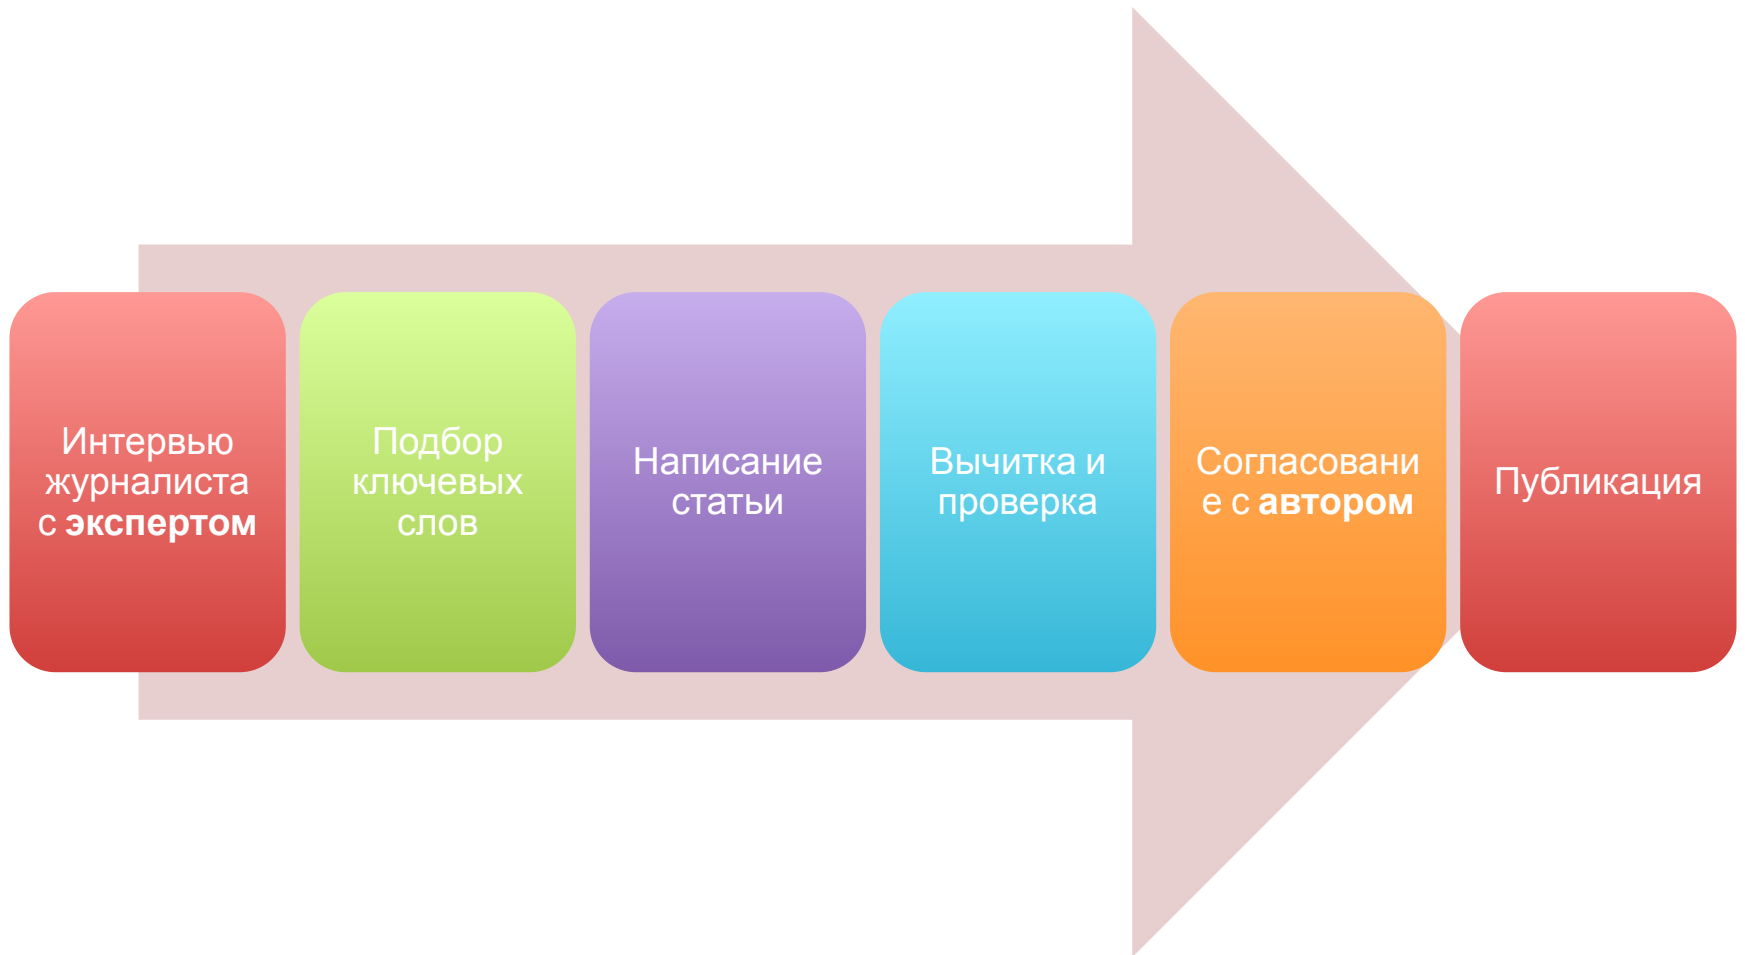 Интервью
журналиста
с экспертом
Подбор
ключевых
слов
Написание
статьи
Вычитка и
проверка
Согласовани
е с автором
Публикация